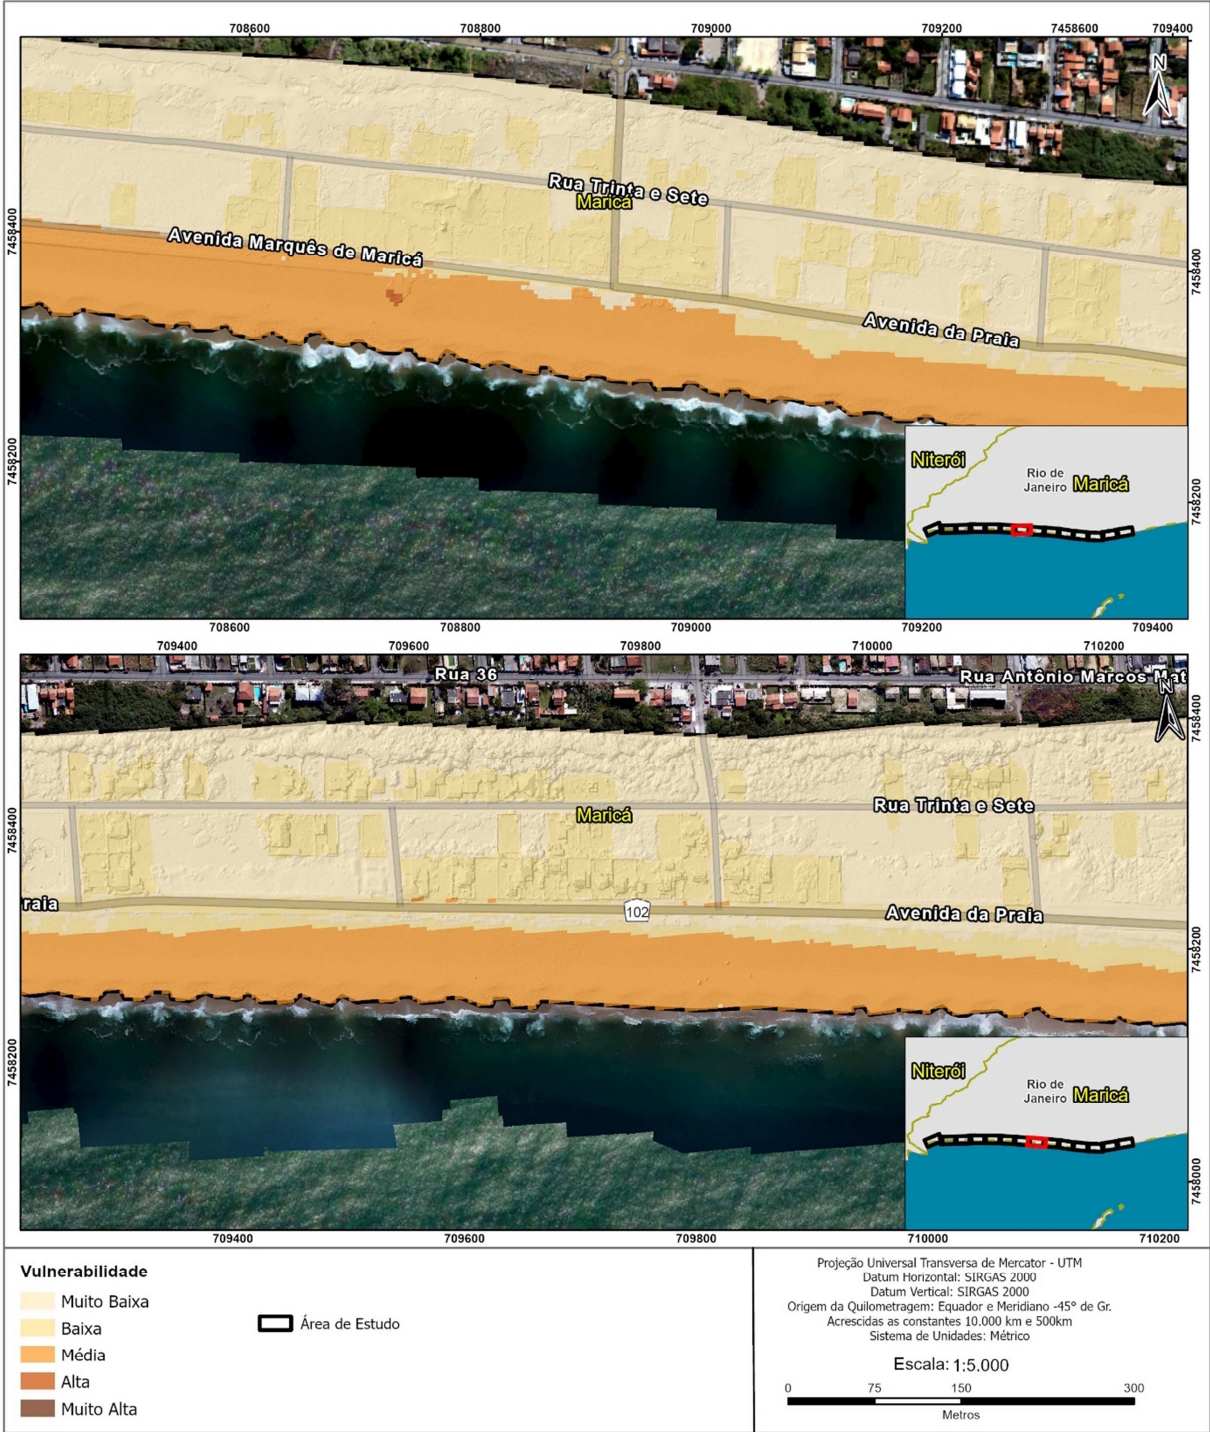 708600
708800
709000
709200
7458600
709400
N
Rua Trinta e Sete
Maricá
Avenida Marquês de Maricá
Avenida da Praia
7458400
7458400
7458200
7458200
Niterói
Rio de
Janeiro
Maricá
708600
708800
709000
709200
709400
709400
709600
709800
710000
710200
Rua 36
Rua Antônio Marcos Mat
N
7458400
Maricá
Rua Trinta e Sete
7458400
raia
102
Avenida da Praia
7458200
7458200
Niterói
Rio de
Janeiro
Maricá
7458000
709400
709600
709800
710000
710200
Vulnerabilidade
Muito Baixa
Baixa
Média
Alta
Muito Alta
Área de Estudo
Projeção Universal Transversa de Mercator - UTM
Datum Horizontal: SIRGAS 2000
Datum Vertical: SIRGAS 2000
Origem da Quilometragem: Equador e Meridiano -45° de Gr.
Acrescidas as constantes 10.000 km e 500km
Sistema de Unidades: Métrico
Escala: 1:5.000
0 75 150 300
Metros